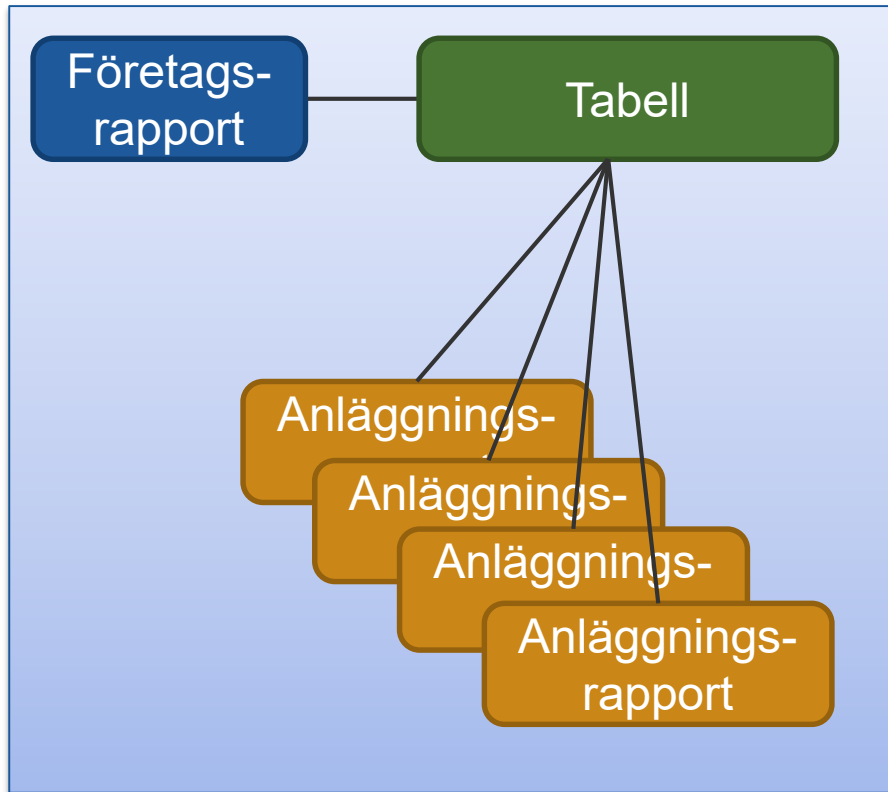 Företags-
rapport
Tabell
Anläggnings-
Anläggnings-
Anläggnings-
Anläggnings-
rapport